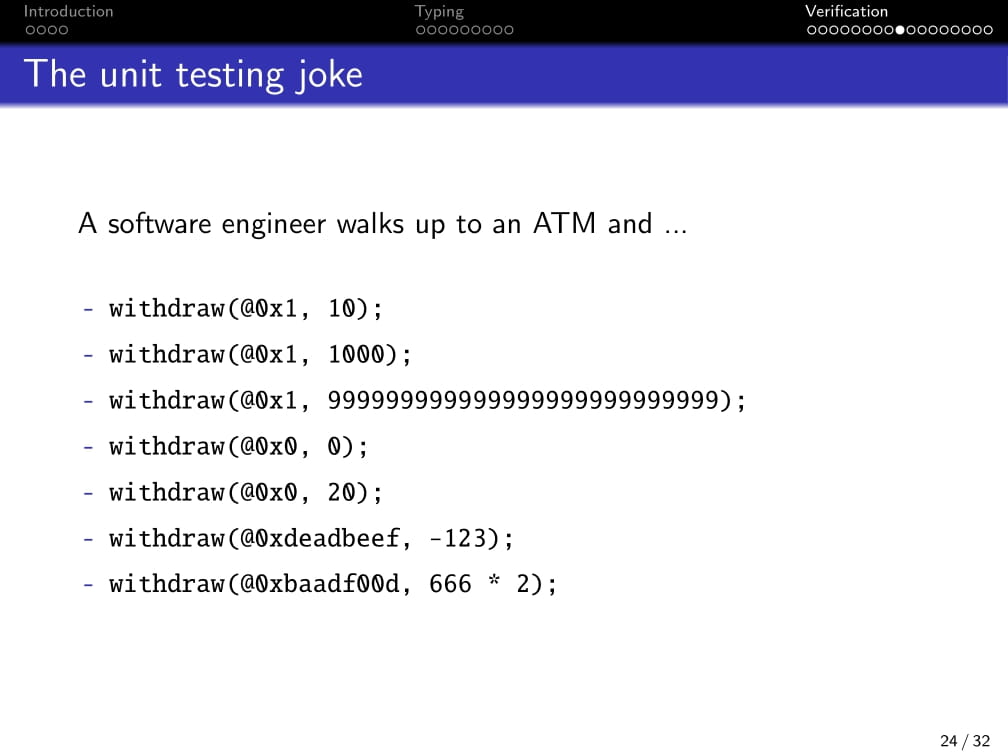 Introduction
Typing
Verification
The unit testing joke
A software engineer walks up to an ATM and ...
- withdraw(@0x1, 10);
- withdraw(@0x1, 1000);
- withdraw(@0x1, 999999999999999999999999999);
- withdraw(@0x0, 0);
- withdraw(@0x0, 20);
- withdraw(@0xdeadbeef, -123);
- withdraw(@0xbaadf00d, 666 * 2);
24 / 32